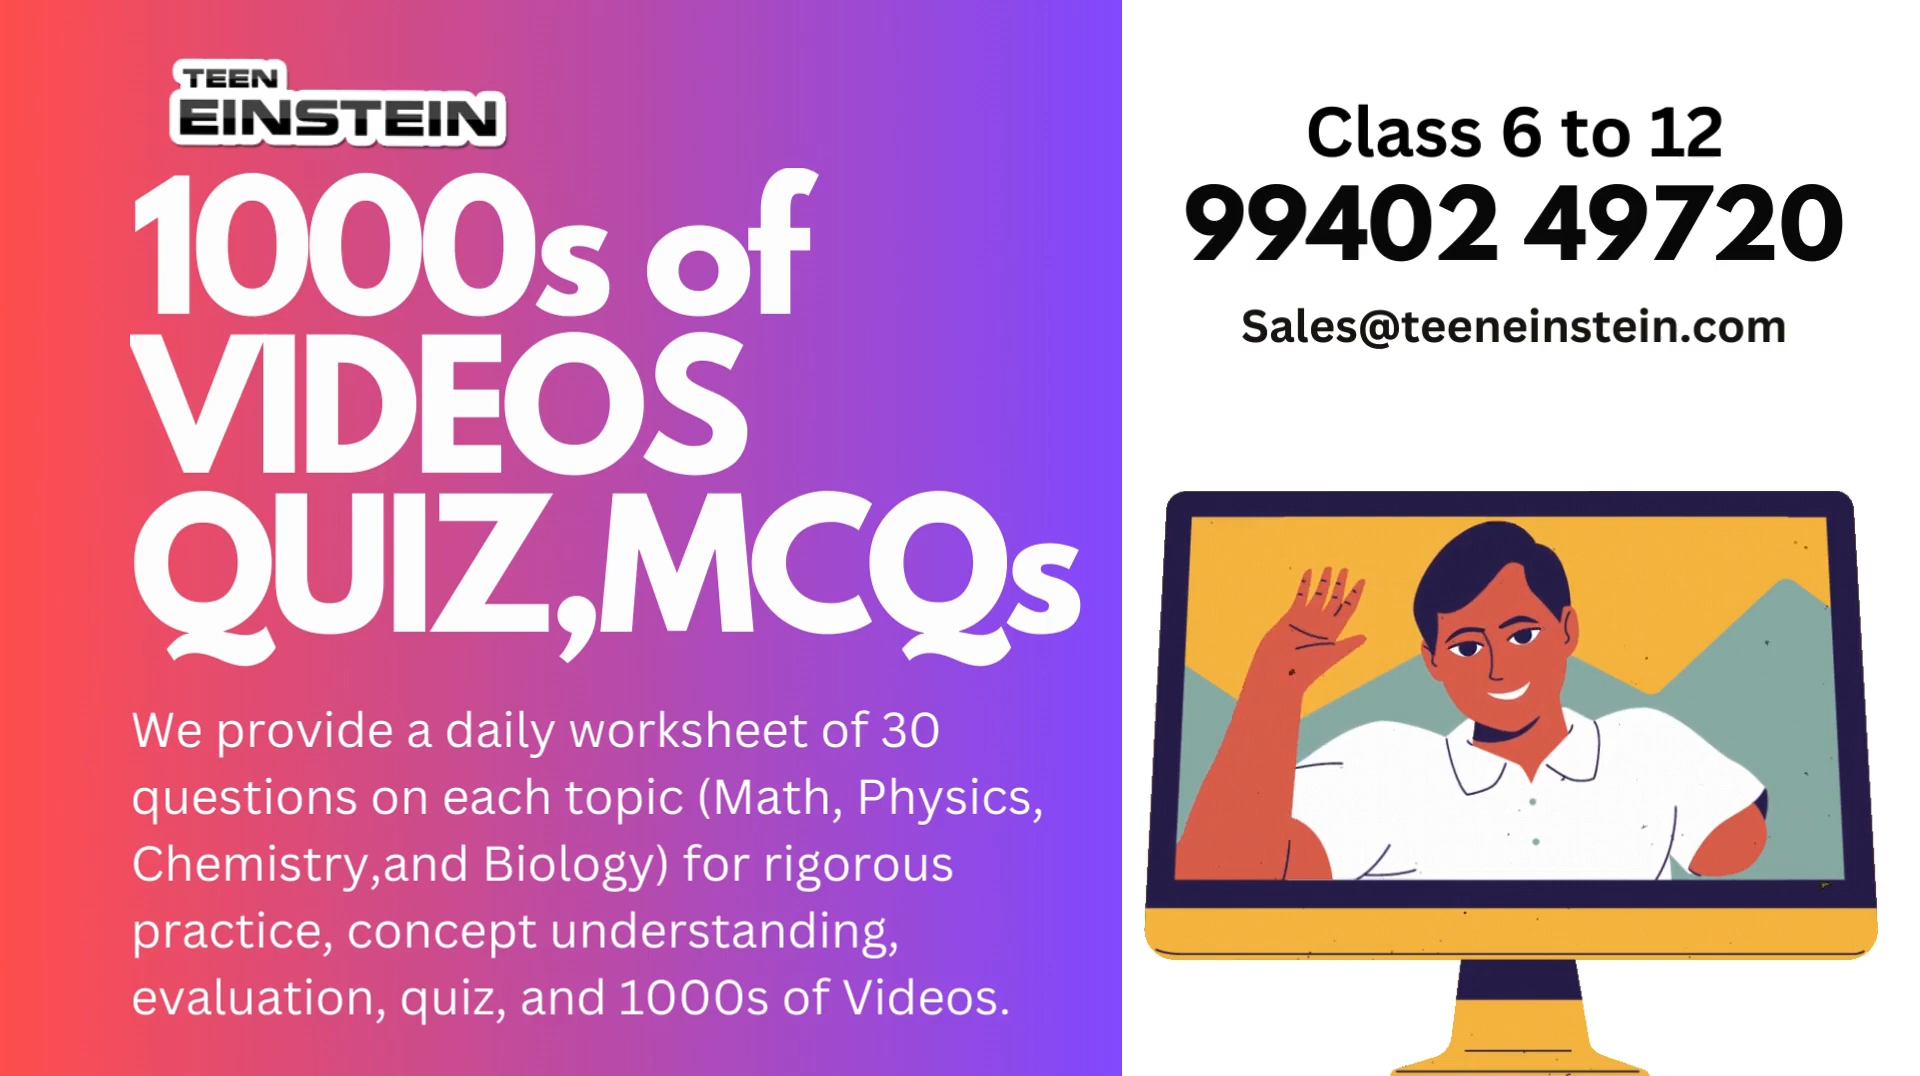 TEEN
EINSTEIN
1000s of
VIDEOS
QUIZ,MCQs
We provide a daily worksheet of 30
questions on each topic (Math, Physics,
Chemistry,and Biology) for rigorous
practice, concept understanding,
evaluation, quiz, and 1000s of Videos.
Class 6 to 12
99402 49720
Sales@teeneinstein.com